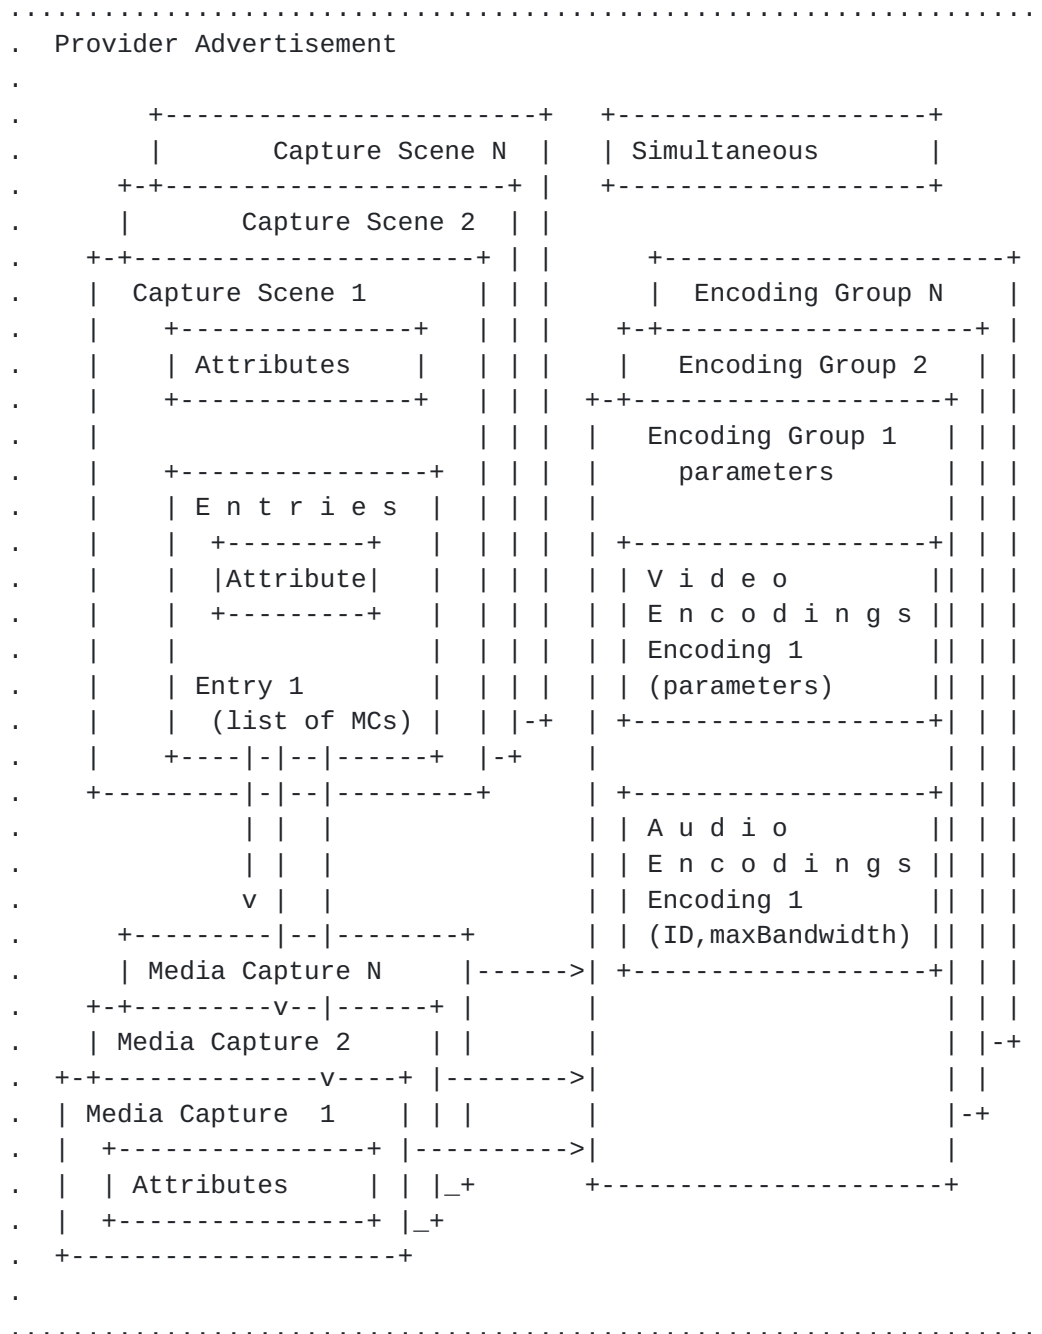 Provider Advertisement
Capture Scene N
Simultaneous
Capture Scene 2
Capture Scene 1
Encoding Group N
Attributes
Encoding Group 2
Encoding Group 1
parameters
E n t r i e s
Attribute
V i d e o
E n c o d i n g s
Encoding 1
Entry 1
(parameters)
(list of MCs)
A u d i o
E n c o d i n g s
Encoding 1
(ID,maxBandwidth)
Media Capture N
Media Capture 2
Media Capture 1
Attributes